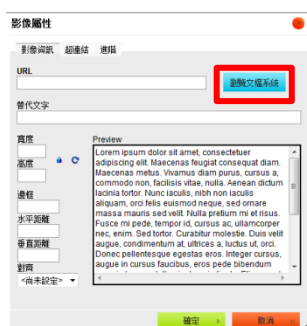 影像屬性
影像資訊 超連結 進階
URL
瀏覽文檔系統
替代文字
寬度
高度
邊框
水平距離
垂直距離
對齊
<尚未設定>
Preview
Lorem ipsum dolor sit amet, consectetuer
adipiscing elit. Maecenas feugiat consequat diam.
Maecenas metus. Vivamus diam purus, cursus a,
commodo non, facilisis vitae, nulla. Aenean dictum
lacinia tortor. Nunc iaculis, nibh non iaculis
aliquam, orci felis euismod neque, sed ornare
massa mauris sed velit. Nulla pretium mi et risus.
Fusce mi pede, tempor id, cursus ac, ullamcorper
nec, enim. Sed tortor. Curabitur molestie. Duis velit
augue, condimentum at, ultrices a, luctus ut, orci.
Donec pellentesque egestas eros. Integer cursus,
augue in cursus faucibus, eros pede bibendum
確定
取消